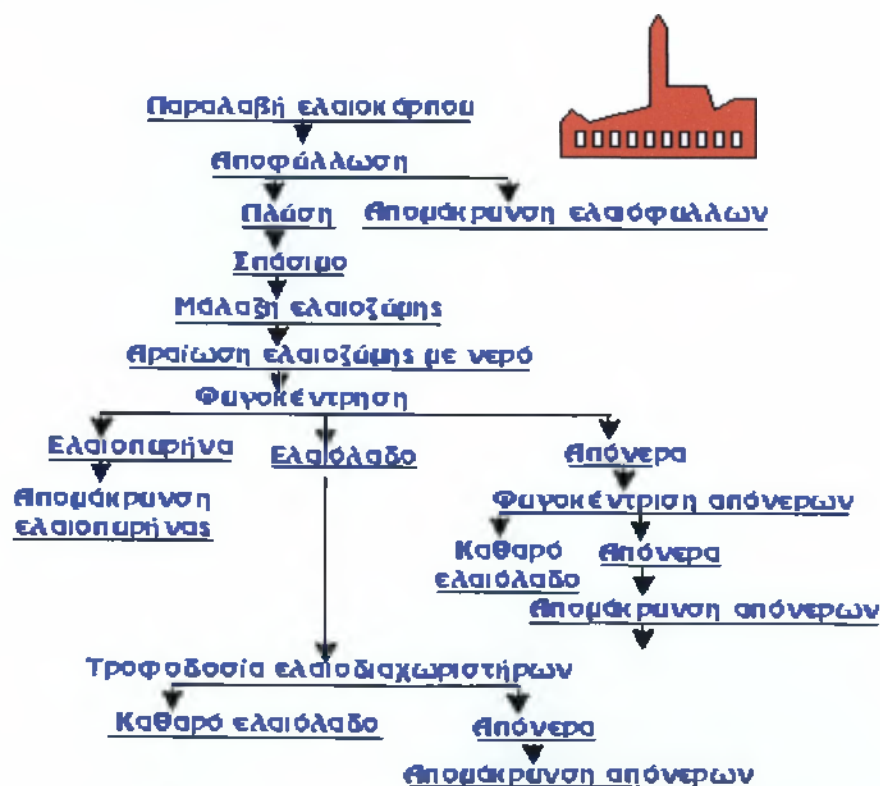 Παραλαβή ελαιοκάρπου
Αποφύλλωση
Πλύση
Απομάκρυνση ελαιόφυλλων
Σπάσιμο
Μάλαξη ελαιοζύμης
Αραίωση ελαιοζύμης με νερό
Φυγοκέντρηση
Ελαιοπυρήνα
Ελαιόλαδο
Απόνερα
Απομάκρυνση
ελαιοπυρήνας
Φυγοκέντριση απόνερων
Καθαρό
ελαιόλαδο
Απόνερα
Απομάκρυνση απόνερων
Τροφοδοσία ελαιοδιαχωριστήρων
Καθαρό ελαιόλαδο
Απόνερα
Απομάκρυνση απόνερων